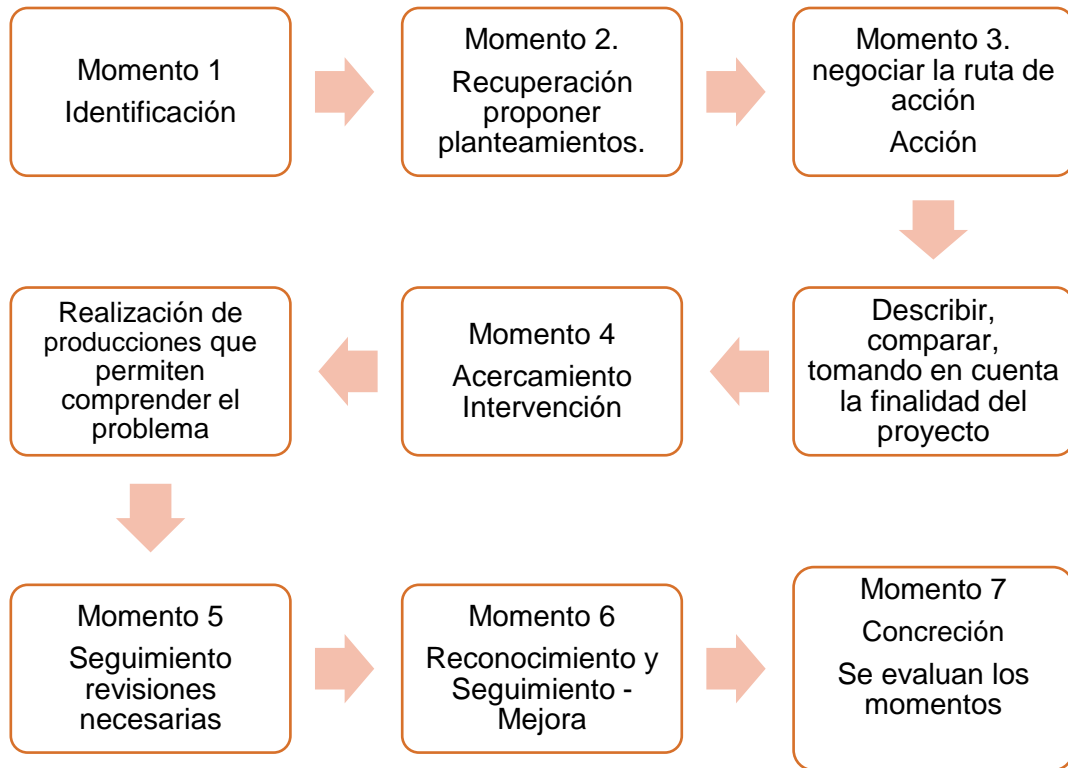 Momento 1
Identificación
Momento 2.
Recuperación
proponer
planteamientos.
Momento 3.
negociar la ruta de
acción
Acción
Describir,
comparar,
tomando en cuenta
la finalidad del
proyecto
Momento 4
Acercamiento
Intervención
Realización de
producciones que
permiten
comprender el
problema
Momento 5
Seguimiento
revisiones
necesarias
Momento 6
Reconocimiento y
Seguimiento -
Mejora
Momento 7
Concreción
Se evaluan los
momentos